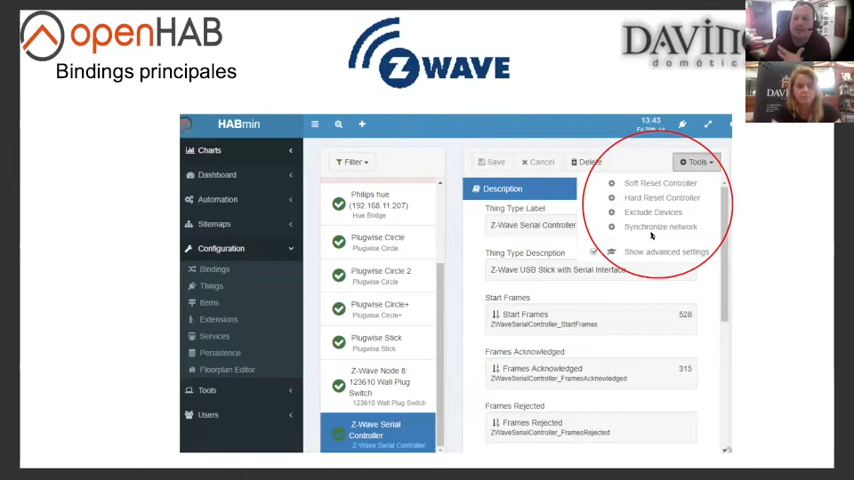 openHAB
Bindings principales
Z WAVE
DAVIN
domótic
DAV
HABmin
13:43
Charts
Dashboard
Automation
Sitemaps
Configuration
Bindings
Things
Items
Extensions
Services
Persistence
Floorplan Editor
Tools
Users
Filter
Philips hue
(192.168.11.207)
Hue Bridge
Plugwise Circle
Plugwise Circle
Plugwise Circle 2
Plugwise Circle
Plugwise Circle+
Plugwise Circle+
Plugwise Stick
Plugwise Stick
Z-Wave Node 8:
123610 Wall Plug
Switch
123610 Wall Plug Switch
Z-Wave Serial
Controller
Z-Wave Serial Controller
Save
Cancel
Delete
Tools
Description
Thing Type Label
Z-Wave Serial Controller
Thing Type Description
Z-Wave USB Stick with Serial Interface
Start Frames
Start Frames 528
ZWaveSerialController_StartFrames
Frames Acknowledged
Frames Acknowledged 315
ZWaveSerialController_FramesAcknowledged
Frames Rejected
Frames Rejected
ZWaveSerialController_FramesRejected
Soft Reset Controller
Hard Reset Controller
Exclude Devices
Synchronize network
Show advanced settings